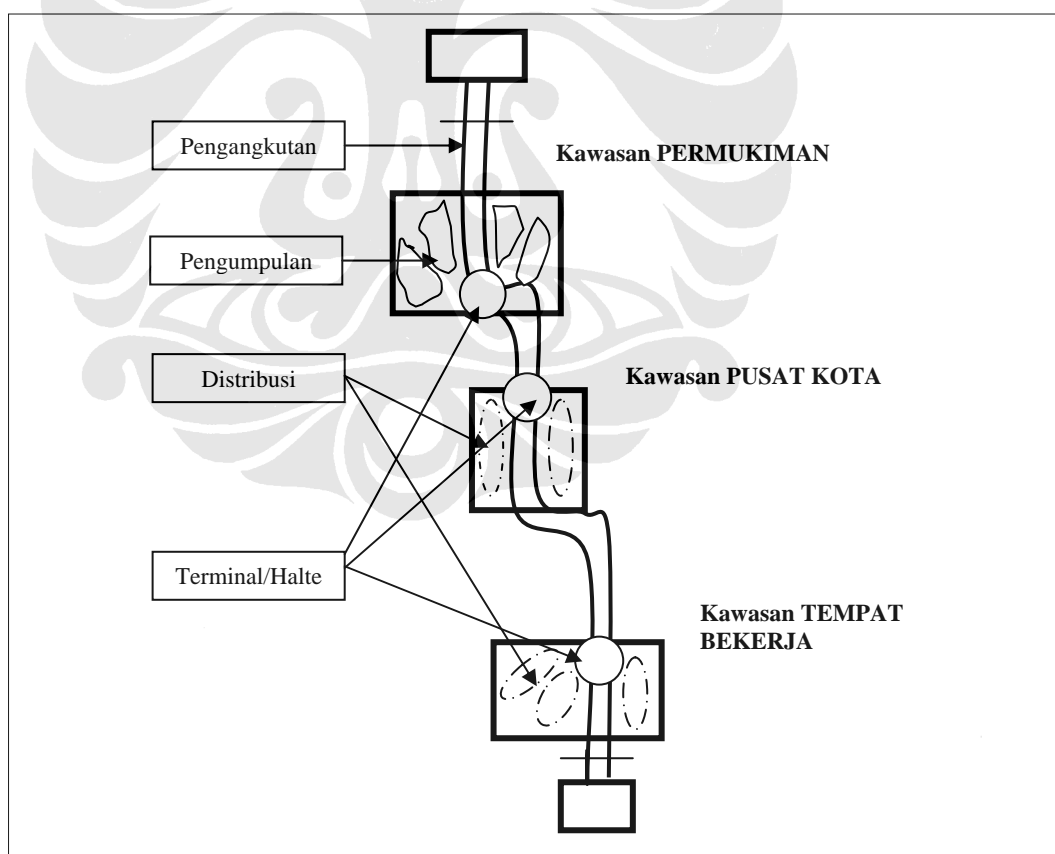 Pengangkutan
Kawasan PERMUKIMAN
Pengumpulan
Distribusi
Kawasan PUSAT KOTA
Terminal/Halte
Kawasan TEMPAT
BEKERJA